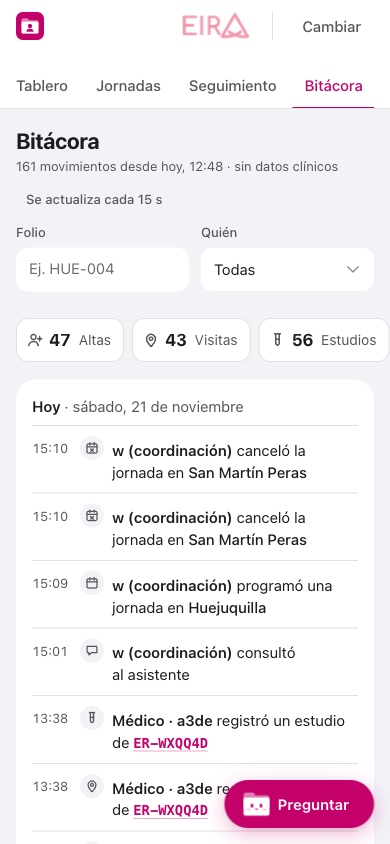 EIRA
Cambiar
Tablero
Jornadas
Seguimiento
Bitácora
Bitácora
161 movimientos desde hoy, 12:48 · sin datos clínicos
Se actualiza cada 15 s
Folio
Quién
Ej. HUE-004
Todas
47 Altas
43 Visitas
56 Estudios
Hoy · sábado, 21 de noviembre
15:10
w (coordinación) canceló la
jornada en San Martín Peras
15:10
w (coordinación) canceló la
jornada en San Martín Peras
15:09
w (coordinación) programó una
jornada en Huejuquilla
15:01
w (coordinación) consultó
al asistente
13:38
Médico · a3de registró un estudio
de ER-WXQQ4D
13:38
Médico · a3de re
de ER-WXQQ4D
Preguntar